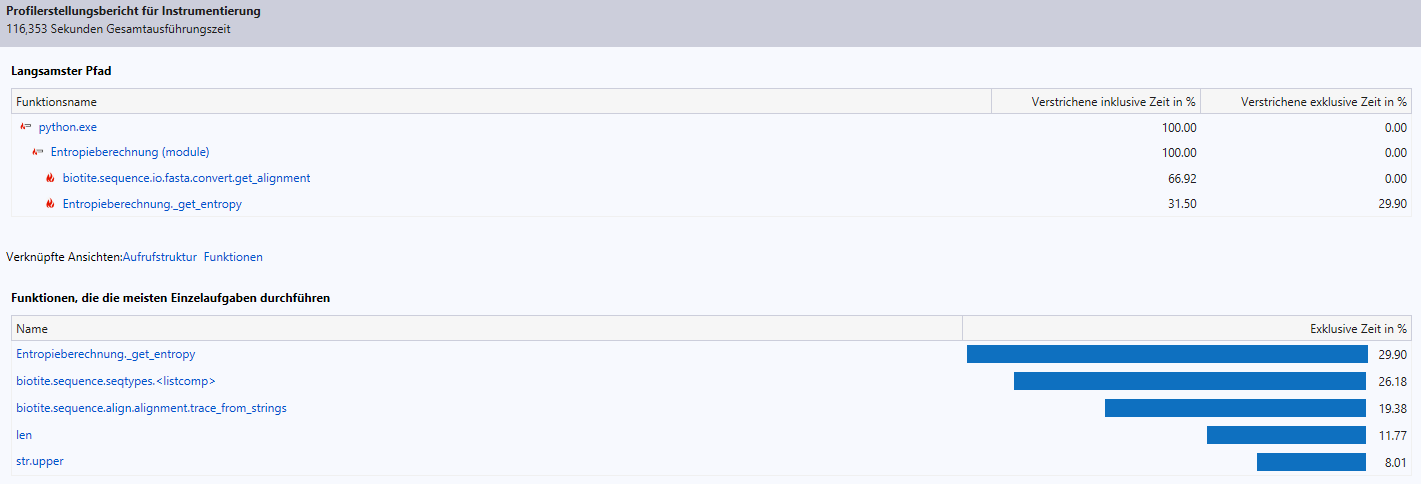 Profilerstellungsbericht für Instrumentierung
116,353 Sekunden Gesamtausführungszeit
Langsamster Pfad
Funktionsname Verstrichene inklusive Zeit in % Verstrichene exklusive Zeit in %
python.exe 100.00 0.00
Entropieberechnung (module) 100.00 0.00
biotite.sequence.io.fasta.convert.get_alignment 66.92 0.00
Entropieberechnung._get_entropy 31.50 29.90
Verknüpfte Ansichten:Aufrufstruktur Funktionen
Funktionen, die die meisten Einzelaufgaben durchführen
Name Exklusive Zeit in %
Entropieberechnung._get_entropy 29.90
biotite.sequence.seqtypes.<listcomp> 26.18
biotite.sequence.align.alignment.trace_from_strings 19.38
len 11.77
str.upper 8.01